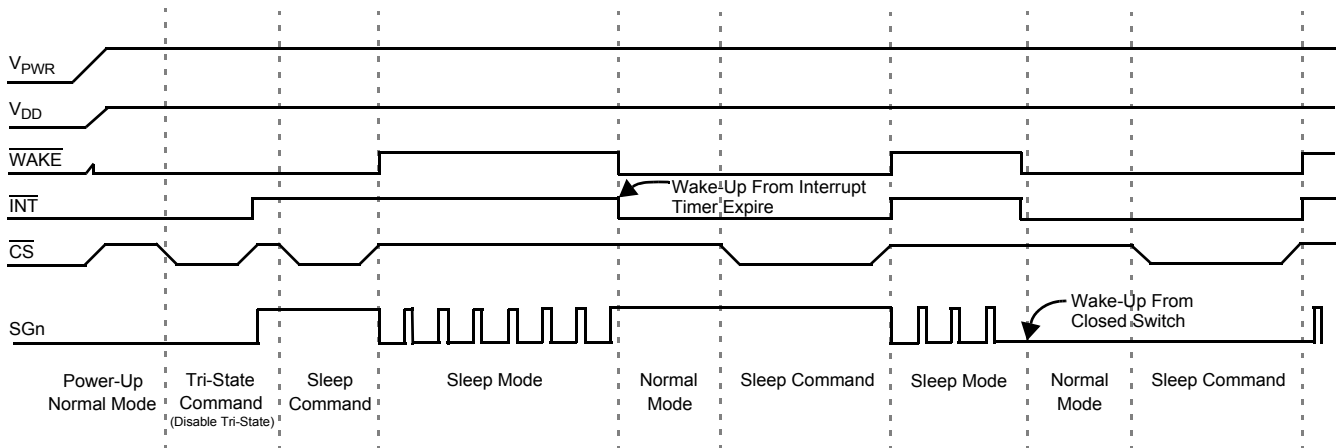 VPWR
VDD
WAKE
INT
Wake-Up From Interrupt
Timer Expire
CS
SGn
Wake-Up From
Closed Switch
Power-Up
Normal Mode
Tri-State
Command
(Disable Tri-State)
Sleep
Command
Sleep Mode
Normal
Mode
Sleep Command
Sleep Mode
Normal
Mode
Sleep Command